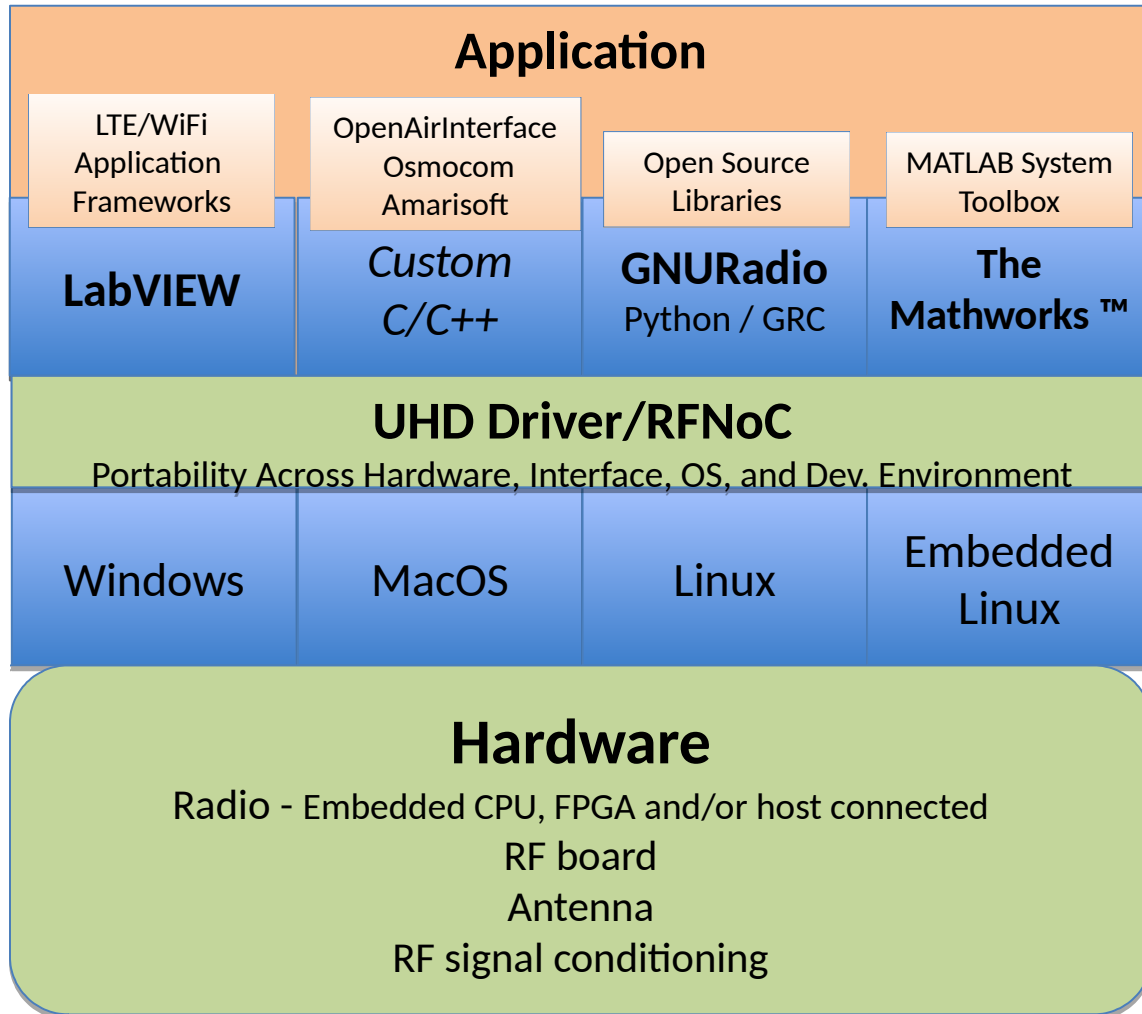 Application
LTE/WiFi
Application
Frameworks
OpenAirInterface
Osmocom
Amarisoft
Open Source
Libraries
MATLAB System
Toolbox
LabVIEW
Custom
C/C++
GNURadio
Python / GRC
The
Mathworks ™
UHD Driver/RFNoC
Portability Across Hardware, Interface, OS, and Dev. Environment
Windows
MacOS
Linux
Embedded
Linux
Hardware
Radio - Embedded CPU, FPGA and/or host connected
RF board
Antenna
RF signal conditioning